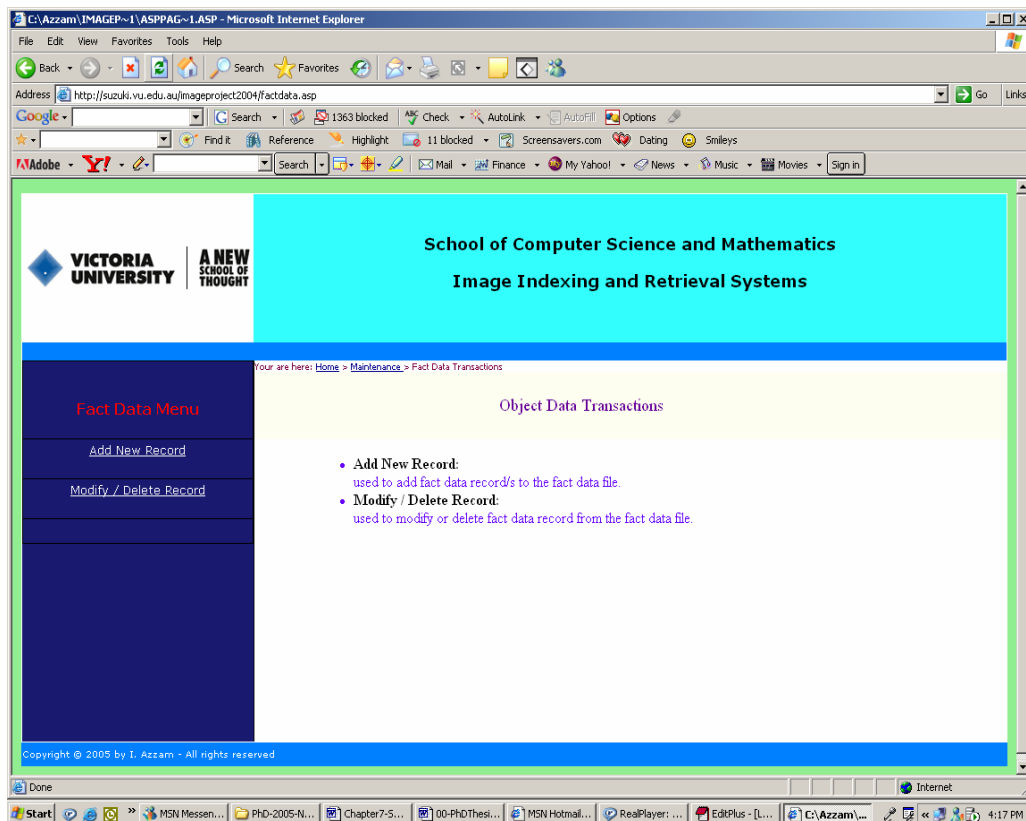 C:\Azzam\IMAGEP~1\ASPPAG~1.ASP - Microsoft Internet Explorer
File Edit View Favorites Tools Help
Back Search Favorites
Address http://suzuki.vu.edu.au/imageproject2004/factdata.asp Go Links
Google Search 1363 blocked ABC Check AutoLink AutoFill Options
Find it Reference Highlight 11 blocked Screensavers.com Dating Smileys
Adobe Y! Search Mail Finance My Yahoo! News Music Movies Sign in
VICTORIA
UNIVERSITY
A NEW
SCHOOL OF
THOUGHT
School of Computer Science and Mathematics
Image Indexing and Retrieval Systems
Your are here: Home > Maintenance > Fact Data Transactions
Fact Data Menu
Add New Record
Modify / Delete Record
Object Data Transactions
• Add New Record:
used to add fact data record/s to the fact data file.
• Modify / Delete Record:
used to modify or delete fact data record from the fact data file.
Copyright © 2005 by I. Azzam - All rights reserved
Done Internet
Start » MSN Messen... PhD-2005-N... Chapter7-S... 00-PhDThesi... MSN Hotmail... RealPlayer: ... EditPlus - [L... C:\Azzam\... « 4:17 PM